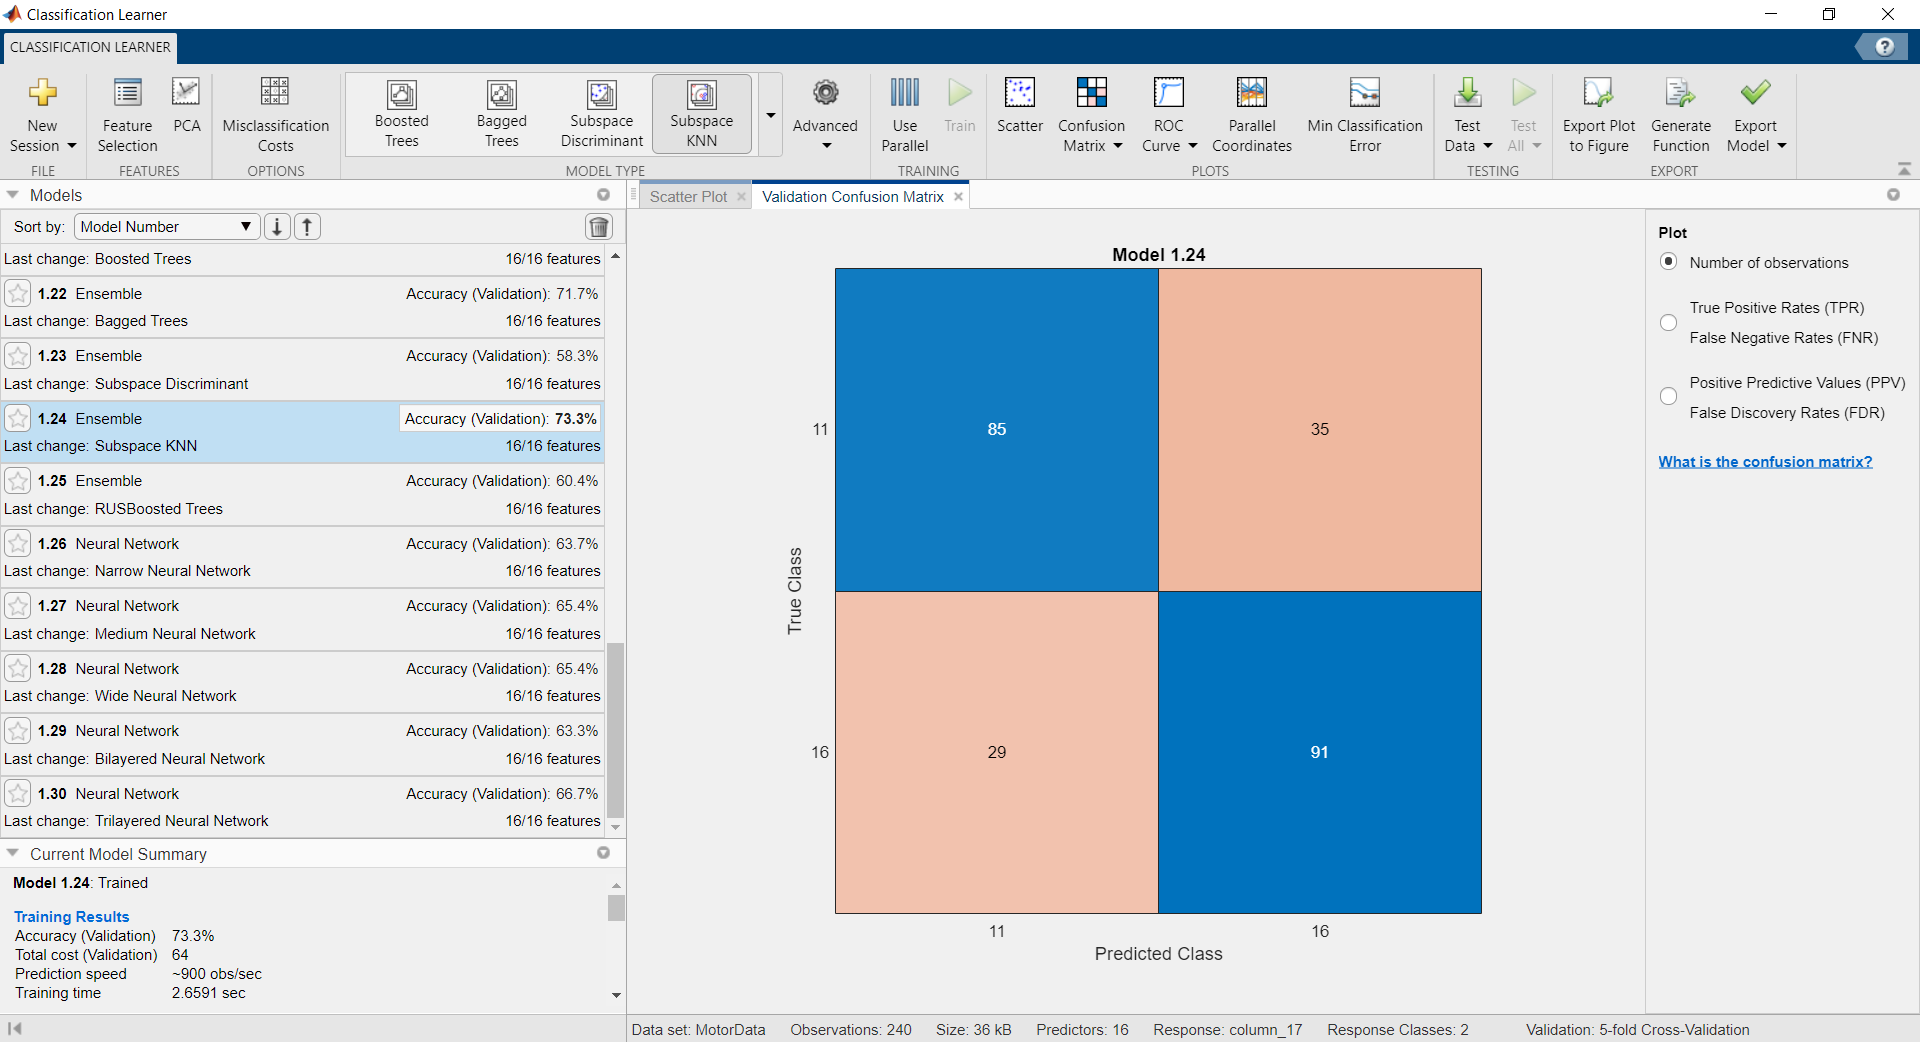 Classification Learner
CLASSIFICATION LEARNER
New Session
Feature Selection
PCA
Misclassification Costs
Boosted Trees
Bagged Trees
Subspace Discriminant
Subspace KNN
Advanced
Use Parallel
Train
Scatter
Confusion Matrix
ROC Curve
Parallel Coordinates
Min Classification Error
Test Data
Test All
Export Plot to Figure
Generate Function
Export Model
FILE
FEATURES
OPTIONS
MODEL TYPE
TRAINING
PLOTS
TESTING
EXPORT
Models
Sort by: Model Number
Last change: Boosted Trees 16/16 features
1.22 Ensemble Accuracy (Validation): 71.7%
Last change: Bagged Trees 16/16 features
1.23 Ensemble Accuracy (Validation): 58.3%
Last change: Subspace Discriminant 16/16 features
1.24 Ensemble Accuracy (Validation): 73.3%
Last change: Subspace KNN 16/16 features
1.25 Ensemble Accuracy (Validation): 60.4%
Last change: RUSBoosted Trees 16/16 features
1.26 Neural Network Accuracy (Validation): 63.7%
Last change: Narrow Neural Network 16/16 features
1.27 Neural Network Accuracy (Validation): 65.4%
Last change: Medium Neural Network 16/16 features
1.28 Neural Network Accuracy (Validation): 65.4%
Last change: Wide Neural Network 16/16 features
1.29 Neural Network Accuracy (Validation): 63.3%
Last change: Bilayered Neural Network 16/16 features
1.30 Neural Network Accuracy (Validation): 66.7%
Last change: Trilayered Neural Network 16/16 features
Current Model Summary
Model 1.24: Trained
Training Results
Accuracy (Validation) 73.3%
Total cost (Validation) 64
Prediction speed ~900 obs/sec
Training time 2.6591 sec
Scatter Plot
Validation Confusion Matrix
Model 1.24
True Class
11
85
35
16
29
91
11
16
Predicted Class
Plot
Number of observations
True Positive Rates (TPR)
False Negative Rates (FNR)
Positive Predictive Values (PPV)
False Discovery Rates (FDR)
What is the confusion matrix?
Data set: MotorData Observations: 240 Size: 36 kB Predictors: 16 Response: column_17 Response Classes: 2 Validation: 5-fold Cross-Validation